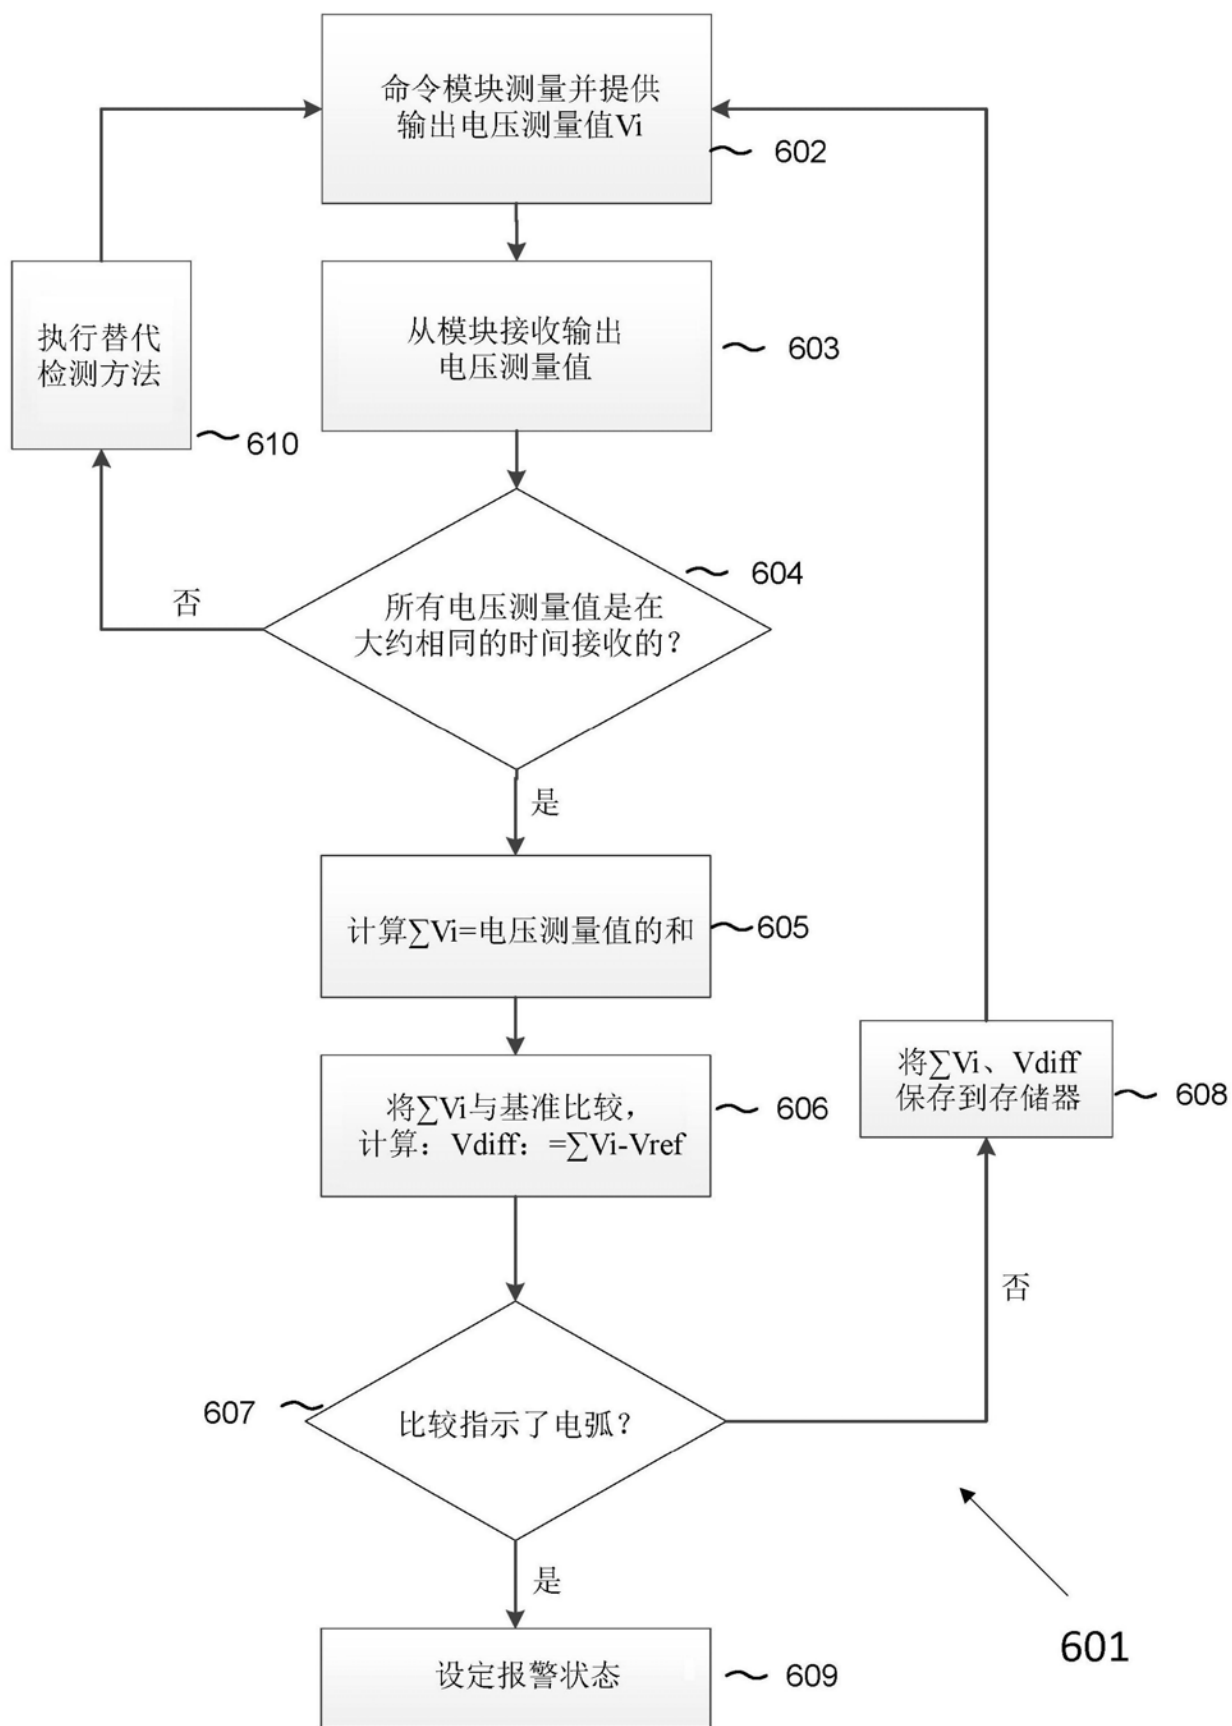 命令模块测量并提供
输出电压测量值Vi
602
从模块接收输出
电压测量值
603
执行替代
检测方法
610
604
所有电压测量值是在
大约相同的时间接收的？
否
是
计算∑Vi=电压测量值的和
605
将∑Vi与基准比较，
计算：Vdiff：=∑Vi-Vref
606
将∑Vi、Vdiff
保存到存储器
608
否
607
比较指示了电弧？
是
设定报警状态
609
601